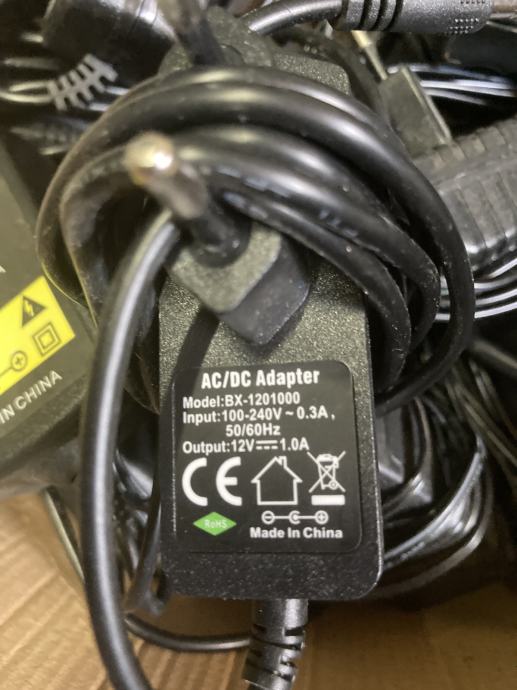 AC/DC Adapter
Model:BX-1201000
Input:100-240V ~ 0.3A,
50/60Hz
Output:12V⎓1.0A
CE
RoHS
Made In China
IN CHINA